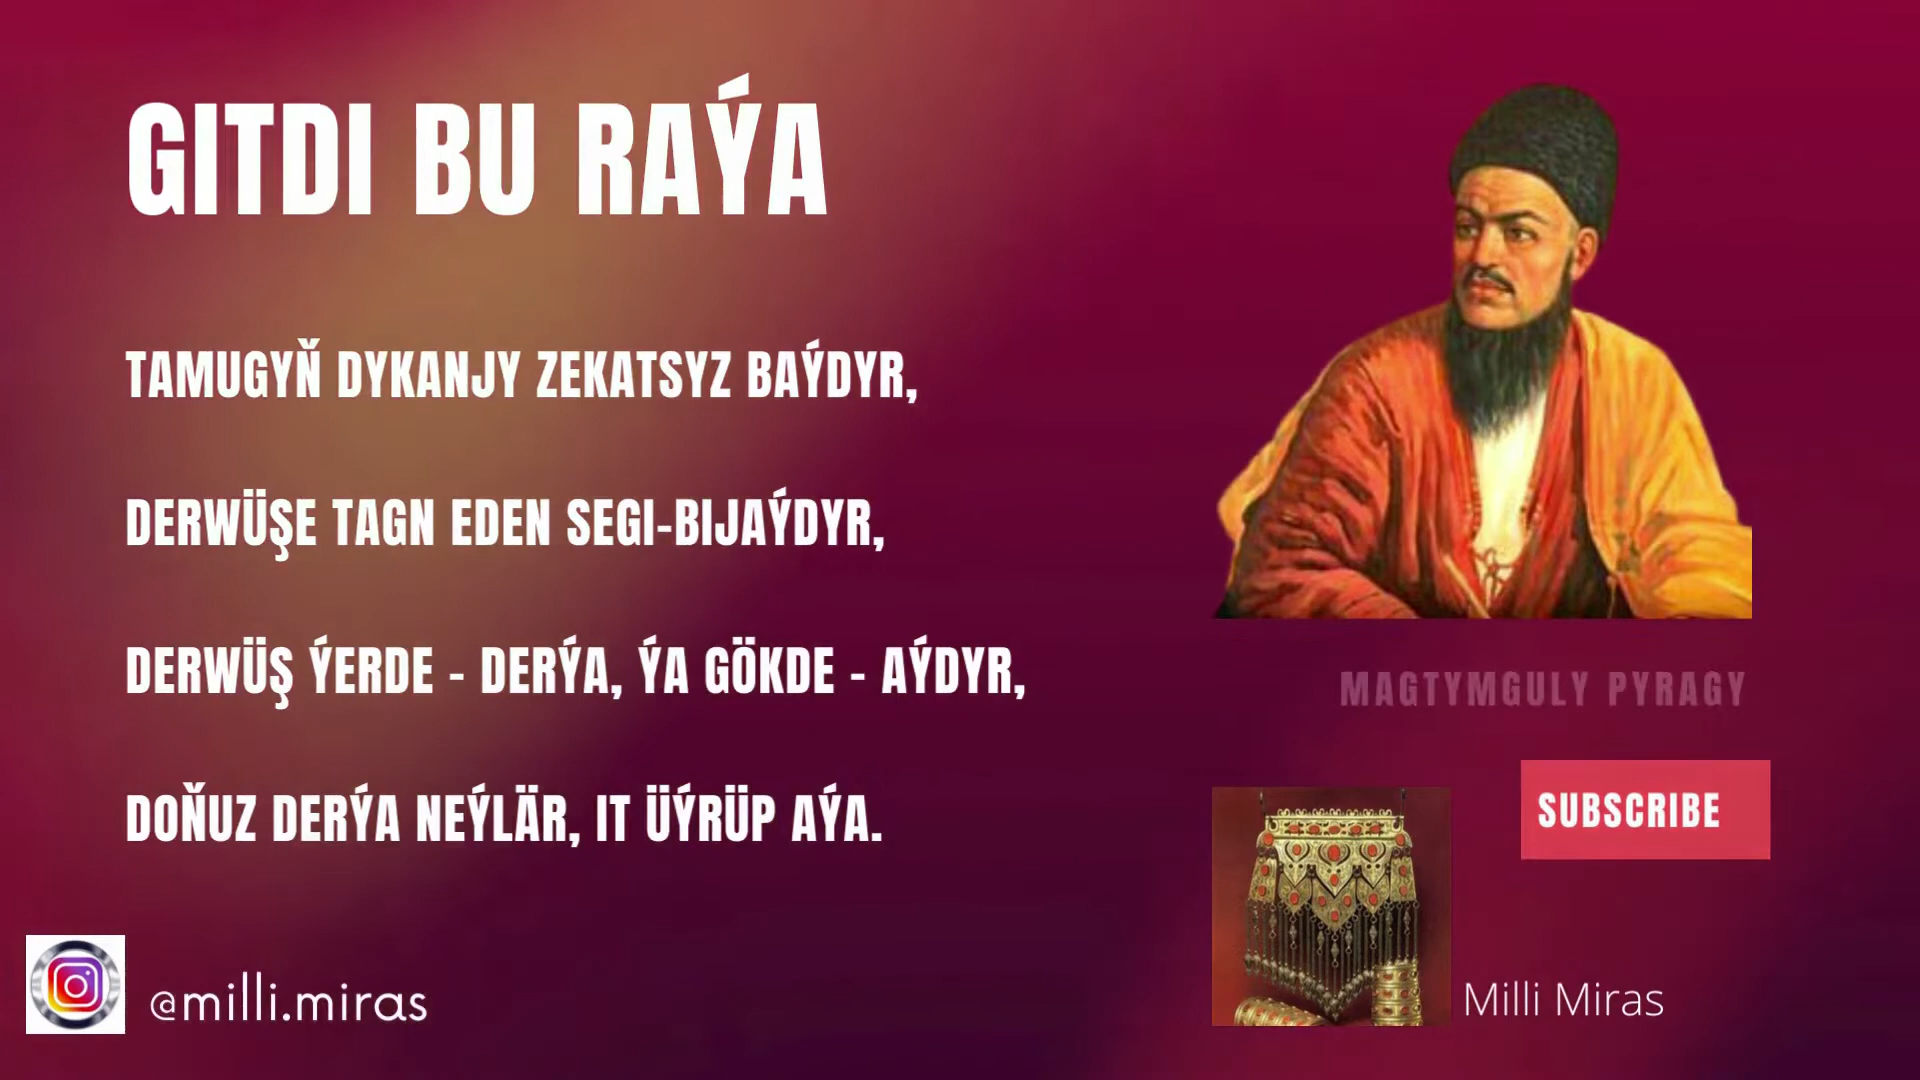 GITDI BU RAÝA
TAMUGYŇ DYKANJY ZEKATSYZ BAÝDYR,
DERWÜŞE TAGN EDEN SEGI-BIJAÝDYR,
DERWÜŞ ÝERDE - DERÝA, ÝA GÖKDE - AÝDYR,
DOŇUZ DERÝA NEÝLÄR, IT ÜÝRÜP AÝA.
MAGTYMGULY PYRAGY
SUBSCRIBE
@milli.miras
Milli Miras